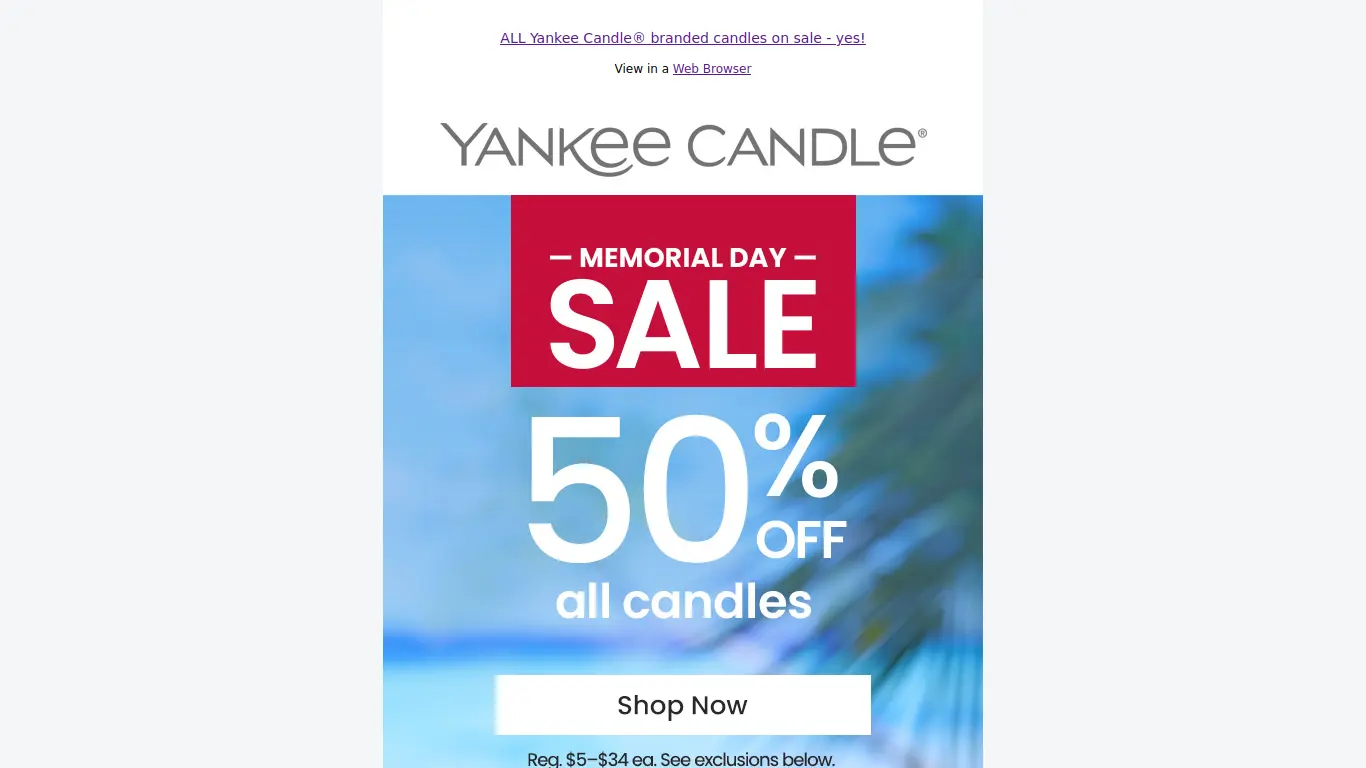 ALL Yankee Candle® branded candles on sale - yes!
View in a Web Browser
YANKEE CANDLE®
— MEMORIAL DAY —
SALE
50%
OFF
all candles
Shop Now
Reg. $5–$34 ea. See exclusions below.